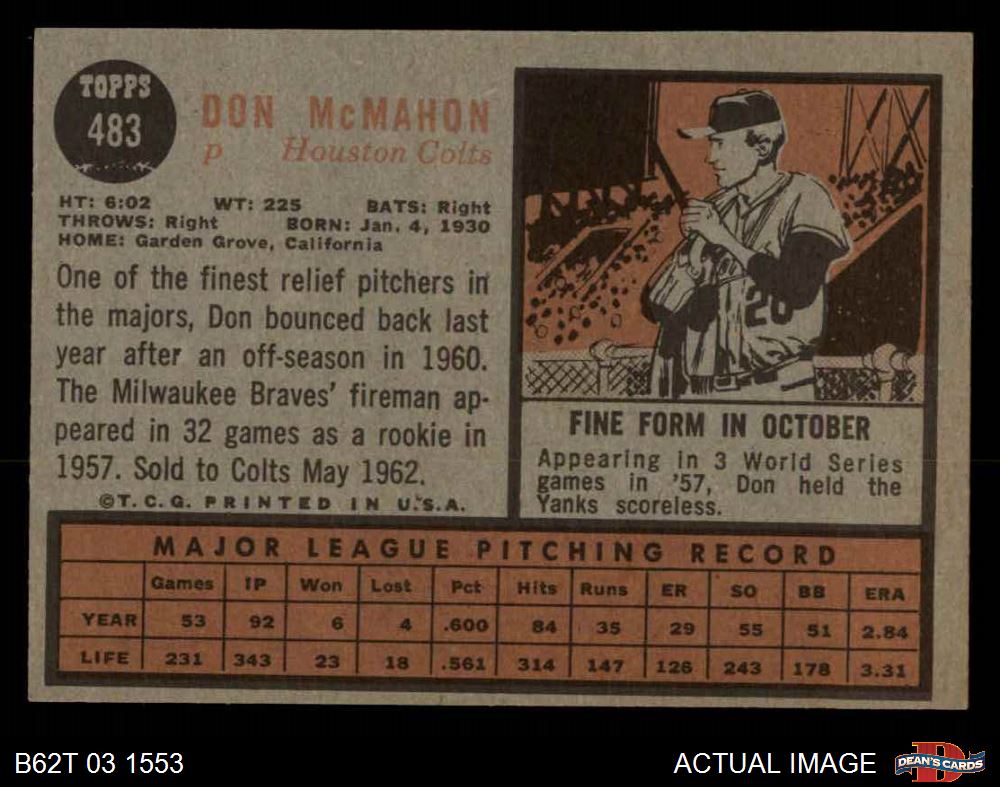 TOPPS
483
DON McMAHON
p Houston Colts
HT: 6:02 WT: 225 BATS: Right
THROWS: Right BORN: Jan. 4, 1930
HOME: Garden Grove, California
One of the finest relief pitchers in
the majors, Don bounced back last
year after an off-season in 1960.
The Milwaukee Braves' fireman ap-
peared in 32 games as a rookie in
1957. Sold to Colts May 1962.
©T.C.G. PRINTED IN U.S.A.
20
FINE FORM IN OCTOBER
Appearing in 3 World Series
games in '57, Don held the
Yanks scoreless.
MAJOR LEAGUE PITCHING RECORD
Games IP Won Lost Pct Hits Runs ER SO BB ERA
YEAR 53 92 6 4 .600 84 35 29 55 51 2.84
LIFE 231 343 23 18 .561 314 147 126 243 178 3.31
B62T 03 1553
ACTUAL IMAGE
DEAN'S CARDS